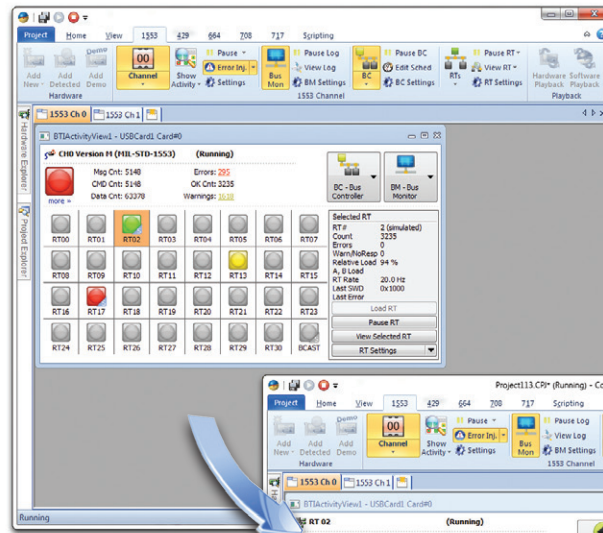 Project Home View 1553 429 664 708 717 Scripting
Demo
Add New Add Detected Add Demo
Hardware
00
Channel
Show Activity
Pause
Error Inj.
Settings
Bus Mon
Pause Log
View Log
BM Settings
1553 Channel
BC
Pause BC
Edit Sched
BC Settings
RTs
Pause RT
View RT
RT Settings
Hardware Playback Software Playback
Playback
1553 Ch 0 1553 Ch 1
Hardware Explorer
Project Explorer
BTIActivityView1 - USBCard1 Card#0
CH0 Version M (MIL-STD-1553) (Running)
Msg Cnt: 5148 Errors: 295
CMD Cnt: 5148 OK Cnt: 3235
Data Cnt: 63378 Warnings: 1618
more »
BC - Bus Controller
BM - Bus Monitor
RT00 RT01 RT02 RT03 RT04 RT05 RT06 RT07
RT08 RT09 RT10 RT11 RT12 RT13 RT14 RT15
RT16 RT17 RT18 RT19 RT20 RT21 RT22 RT23
RT24 RT25 RT26 RT27 RT28 RT29 RT30 BCAST
Selected RT
RT# 2 (simulated)
Count 3235
Errors 0
Warn/NoResp 0
Relative Load 94 %
A, B Load
RT Rate 20.0 Hz
Last SWD 0x1000
Last Error
Load RT
Pause RT
View Selected RT
RT Settings
Project113.CPJ* (Running) - Co
Project Home View 1553 429 664 708 717 Scripting
Demo
Add New Add Detected Add Demo
Hardware
00
Channel
Show Activity
Pause
Error Inj.
Settings
Bus Mon
Pause Log
View Log
BM Settings
1553 Channel
1553 Ch 0 1553 Ch 1
BTIActivityView1 - USBCard1 Card#0
RT 02 (Running)
Running